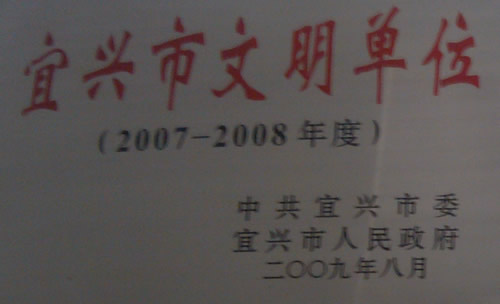 宜兴市文明单位
(2007-2008年度)
中共宜兴市委
宜兴市人民政府
二〇〇九年八月